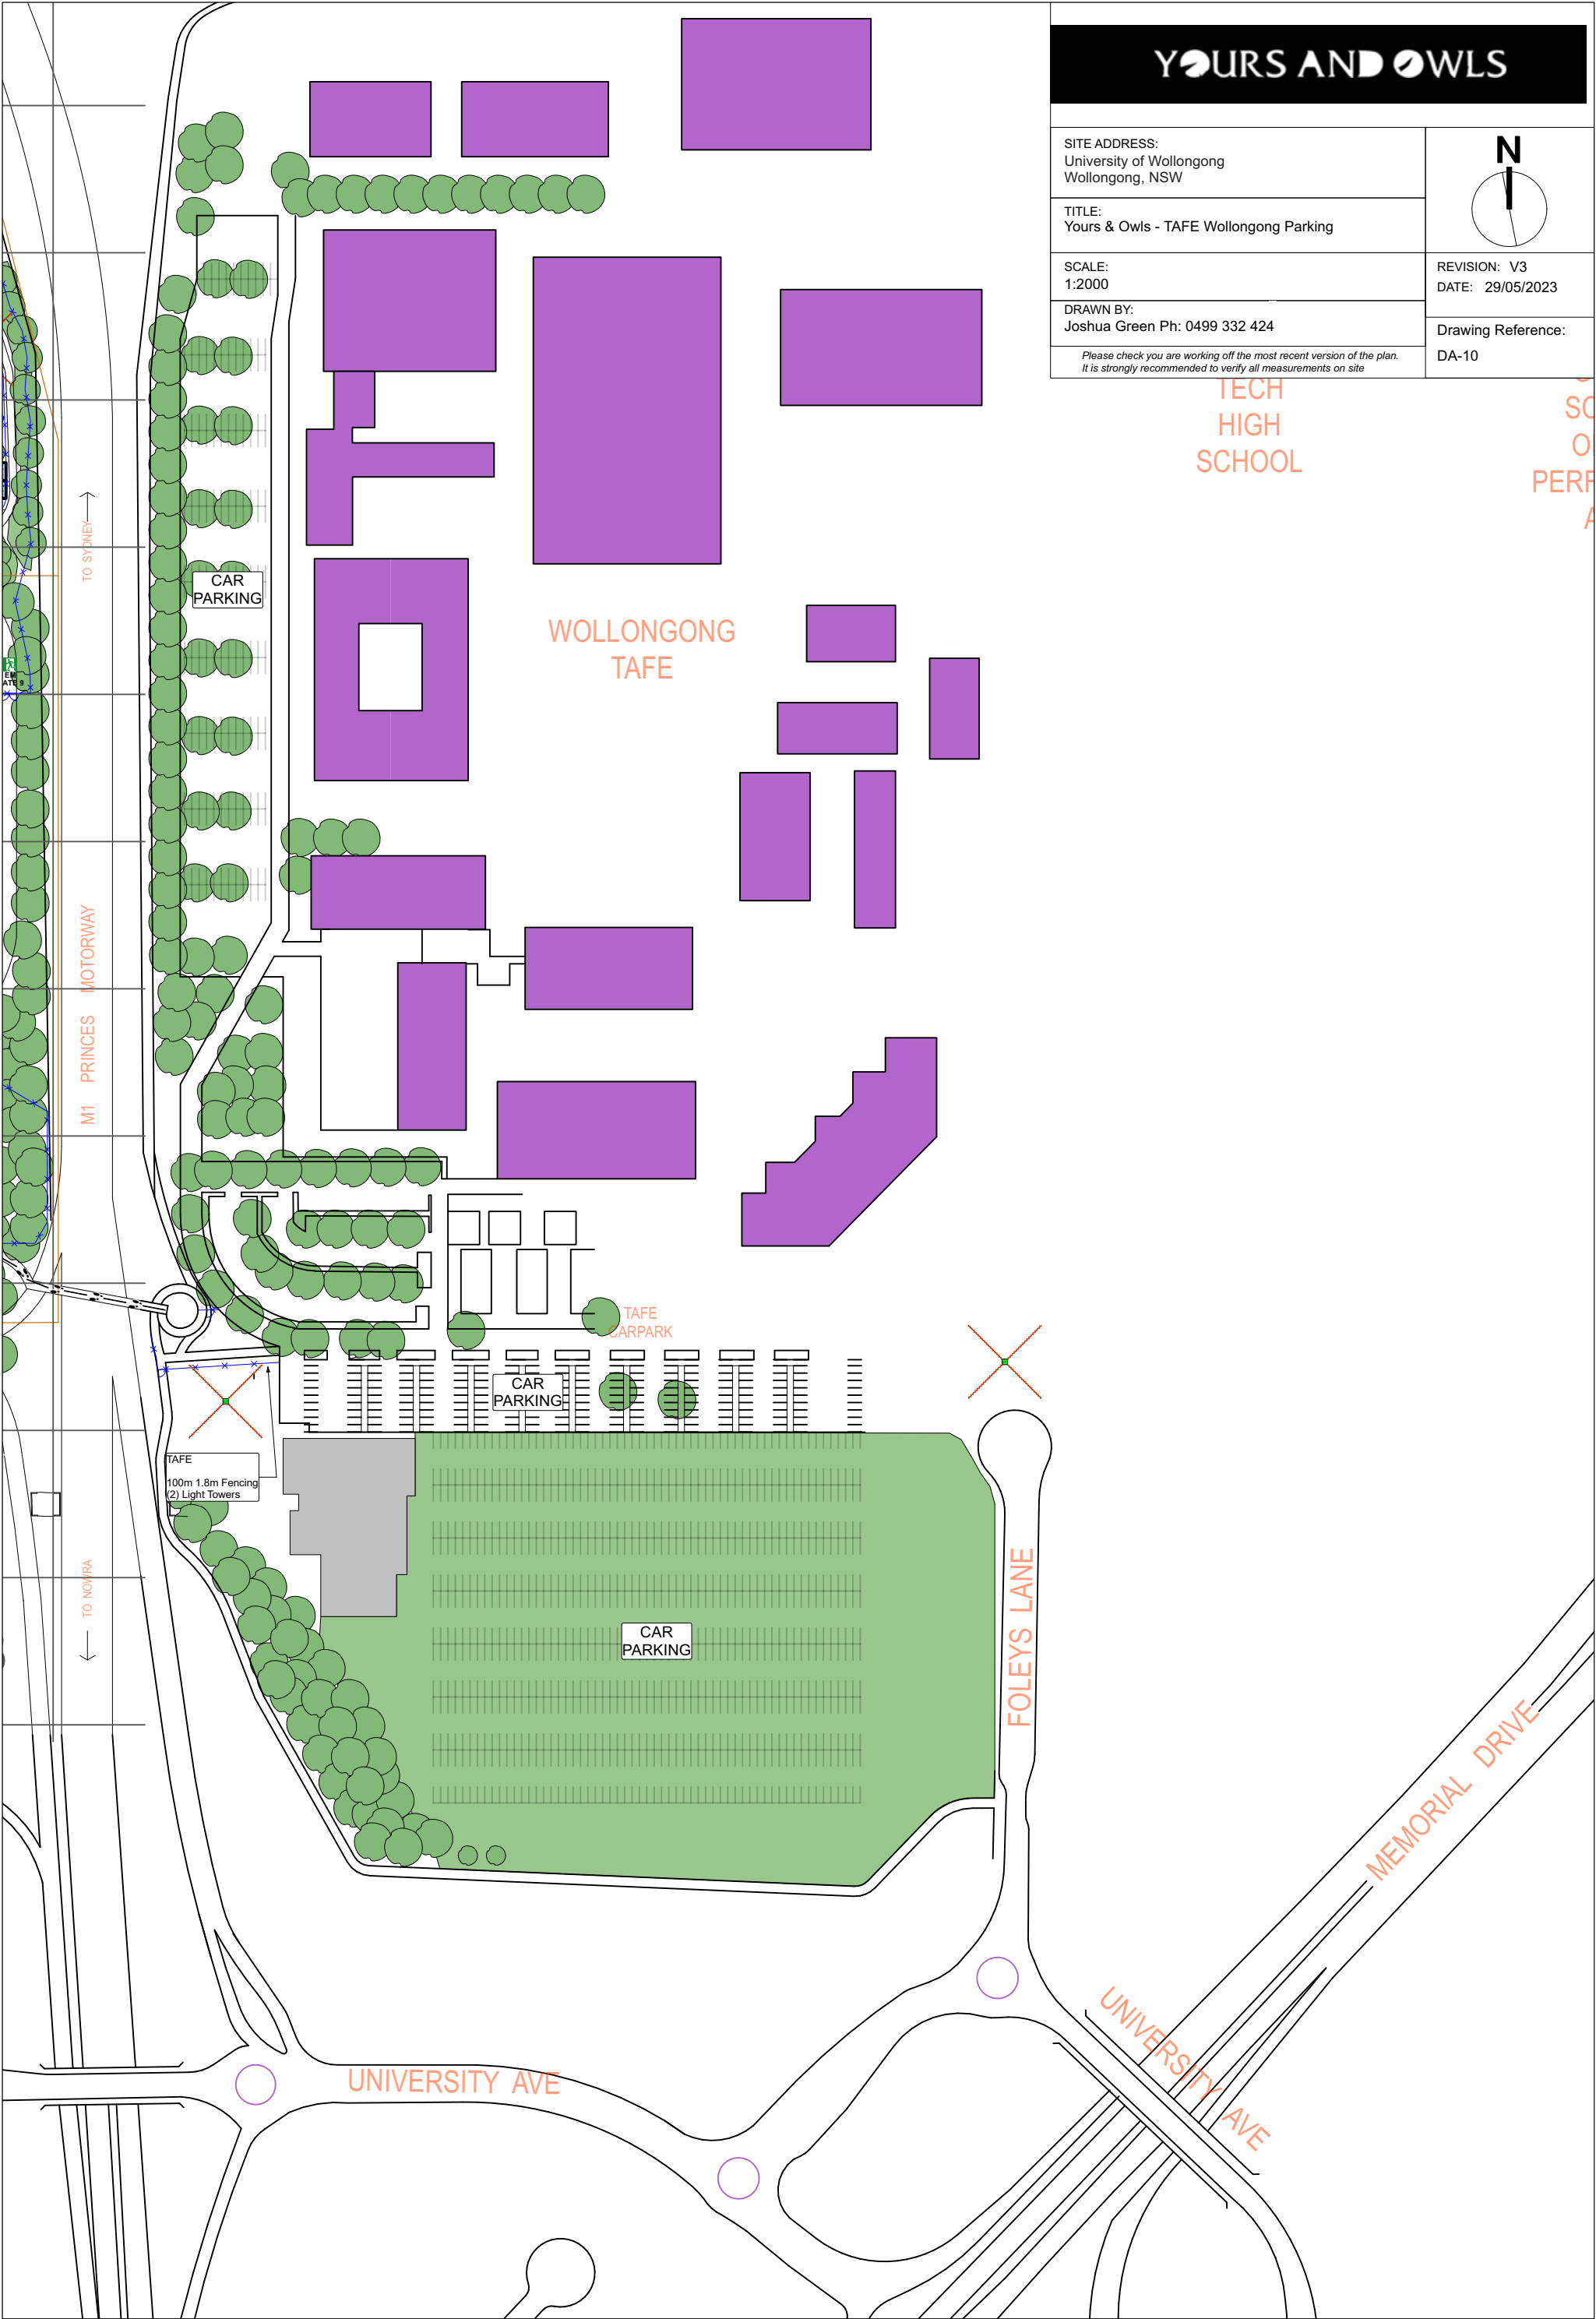 YOURS AND OWLS
SITE ADDRESS:
University of Wollongong
Wollongong, NSW
N
TITLE:
Yours & Owls - TAFE Wollongong Parking
SCALE:
1:2000
REVISION: V3
DATE: 29/05/2023
DRAWN BY:
Joshua Green Ph: 0499 332 424
Drawing Reference:
DA-10
Please check you are working off the most recent version of the plan.
It is strongly recommended to verify all measurements on site
TECH
HIGH
SCHOOL
SC
O
PERF
A
TO SYDNEY
CAR
PARKING
WOLLONGONG
TAFE
EM
ATE 9
M1 PRINCES MOTORWAY
TAFE
CARPARK
CAR
PARKING
TAFE
100m 1.8m Fencing
(2) Light Towers
TO NOWRA
CAR
PARKING
FOLEYS LANE
MEMORIAL DRIVE
UNIVERSITY AVE
UNIVERSITY AVE